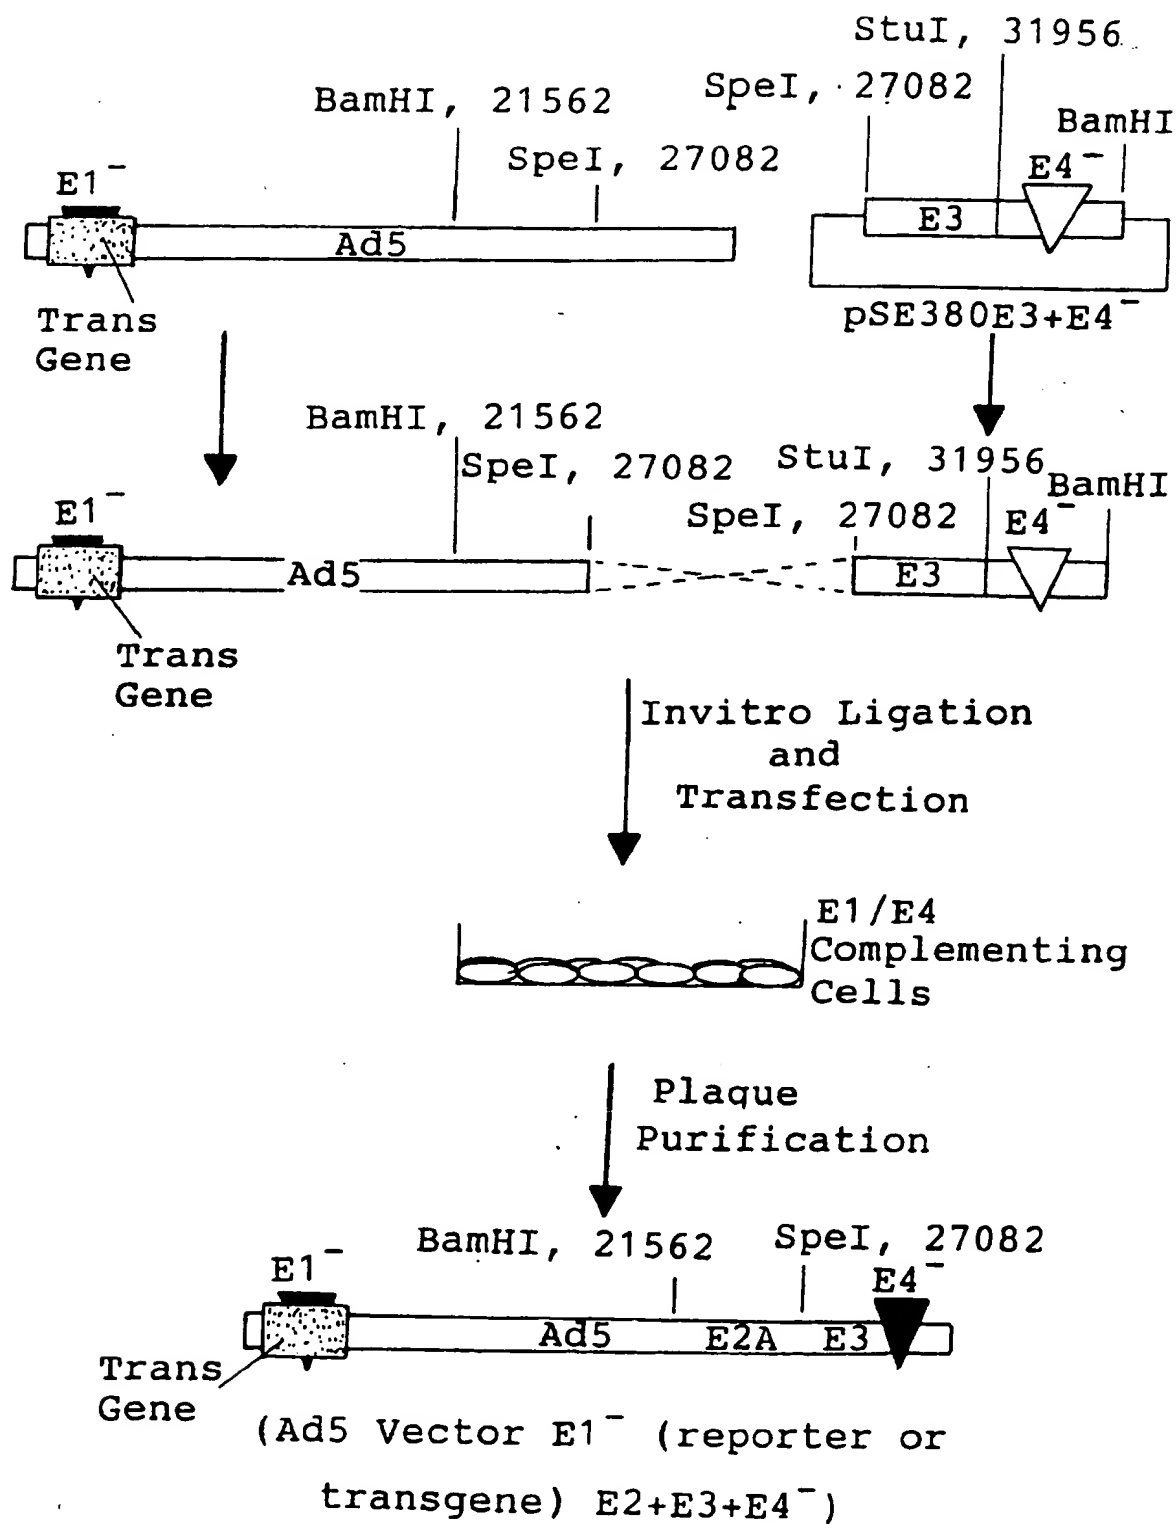 StuI, 31956
SpeI, 27082
BamHI, 21562
BamHI
SpeI, 27082
E4⁻
E1⁻
E3
Ad5
pSE380E3+E4⁻
Trans
Gene
BamHI, 21562
SpeI, 27082
StuI, 31956
BamHI
SpeI, 27082
E4⁻
E1⁻
Ad5
E3
Trans
Gene
Invitro Ligation
and
Transfection
E1/E4
Complementing
Cells
Plaque
Purification
BamHI, 21562
SpeI, 27082
E1⁻
E4⁻
Ad5
E2A
E3
Trans
Gene
(Ad5 Vector E1⁻ (reporter or
transgene) E2+E3+E4⁻)